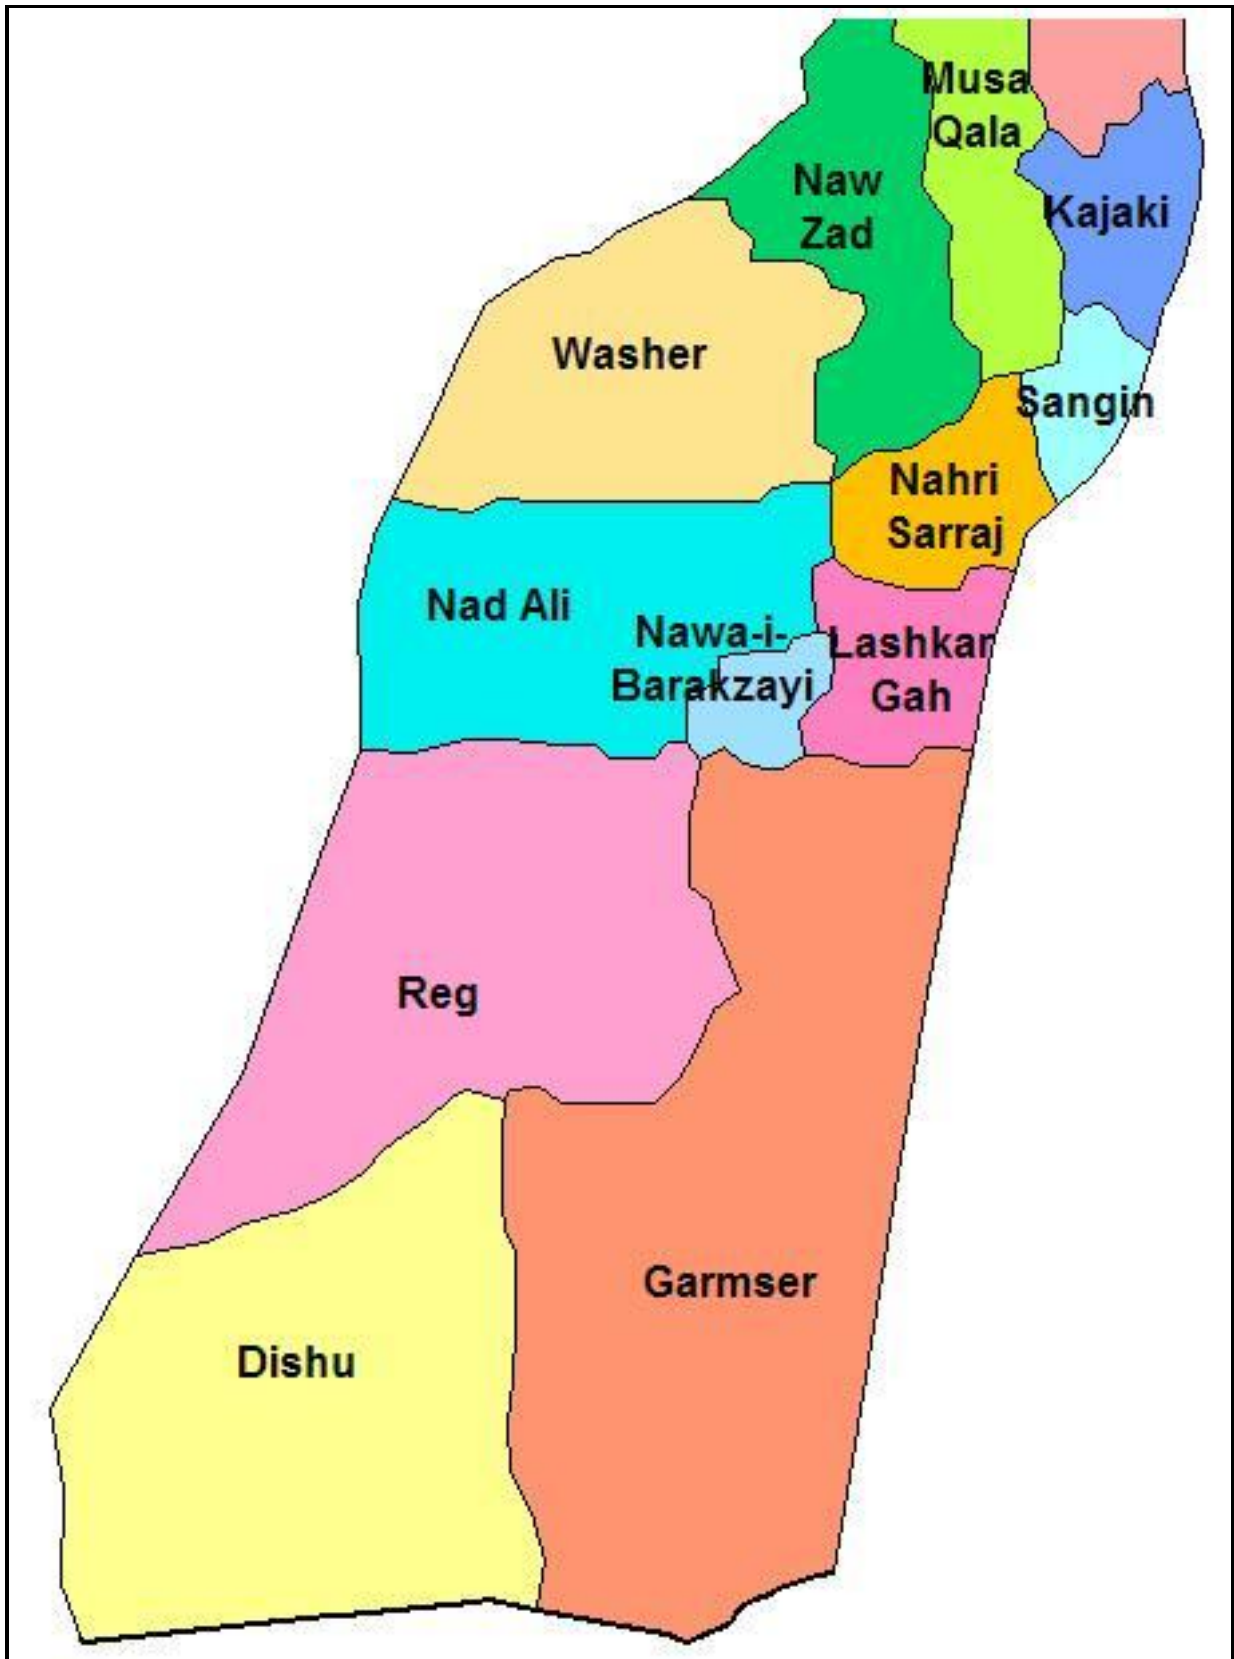 Musa
Qala
Naw
Zad
Kajaki
Washer
Sangin
Nahri
Sarraj
Nad Ali
Nawa-i-
Barakzayi
Lashkar
Gah
Reg
Garmser
Dishu